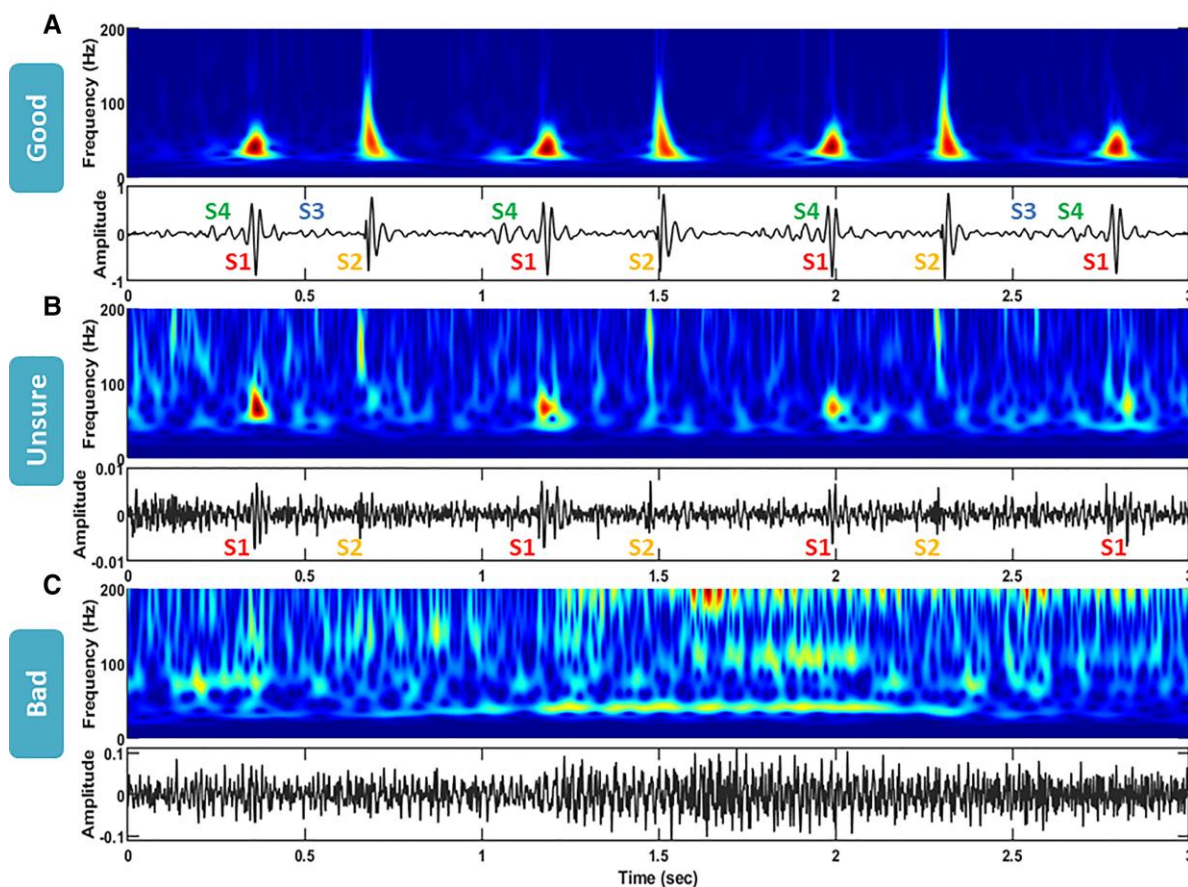 A
Good
Frequency (Hz)
200
100
0
Amplitude
1
0
-1
S4 S3 S4 S4 S3 S4
S1 S2 S1 S2 S1 S2 S1
0 0.5 1 1.5 2 2.5 3
B
Unsure
Frequency (Hz)
200
100
0
Amplitude
0.01
0
-0.01
S1 S2 S1 S2 S1 S2 S1
0 0.5 1 1.5 2 2.5 3
C
Bad
Frequency (Hz)
200
100
0
Amplitude
0.1
0
-0.1
0 0.5 1 1.5 2 2.5 3
Time (sec)